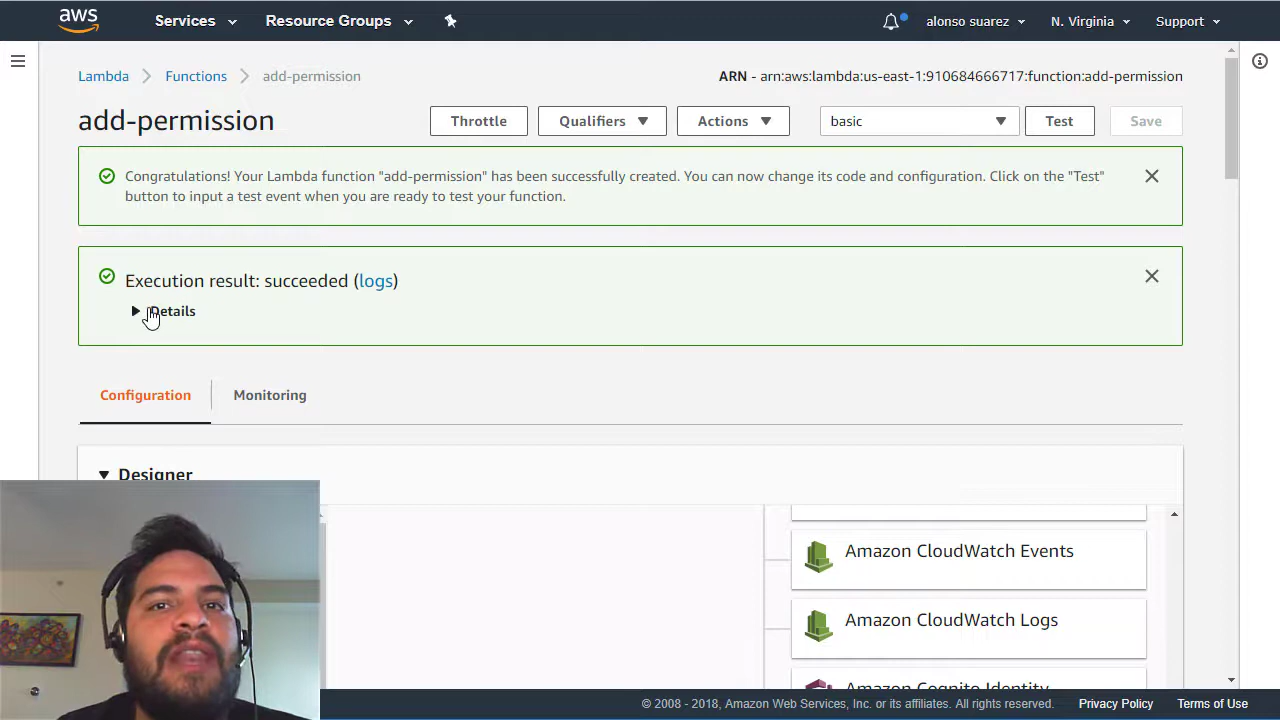 aws Services Resource Groups alonso suarez N. Virginia Support
Lambda Functions add-permission ARN - arn:aws:lambda:us-east-1:910684666717:function:add-permission
add-permission Throttle Qualifiers Actions basic Test Save
Congratulations! Your Lambda function "add-permission" has been successfully created. You can now change its code and configuration. Click on the "Test"
button to input a test event when you are ready to test your function.
Execution result: succeeded (logs)
Details
Configuration Monitoring
Designer
Amazon CloudWatch Events
Amazon CloudWatch Logs
Amazon Cognito Identity
© 2008 - 2018, Amazon Web Services, Inc. or its affiliates. All rights reserved. Privacy Policy Terms of Use